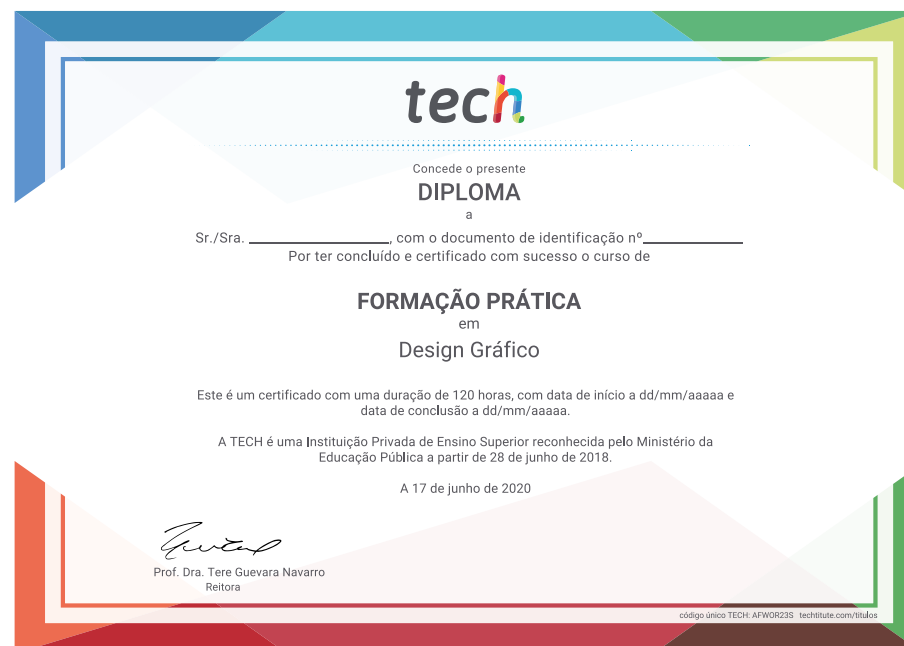 tech
Concede o presente
DIPLOMA
a
Sr./Sra. ____________________, com o documento de identificação nº______________
Por ter concluído e certificado com sucesso o curso de
FORMAÇÃO PRÁTICA
em
Design Gráfico
Este é um certificado com uma duração de 120 horas, com data de início a dd/mm/aaaaa e
data de conclusão a dd/mm/aaaaa.
A TECH é uma Instituição Privada de Ensino Superior reconhecida pelo Ministério da
Educação Pública a partir de 28 de junho de 2018.
A 17 de junho de 2020
Prof. Dra. Tere Guevara Navarro
Reitora
código único TECH: AFWOR23S techtitute.com/titulos